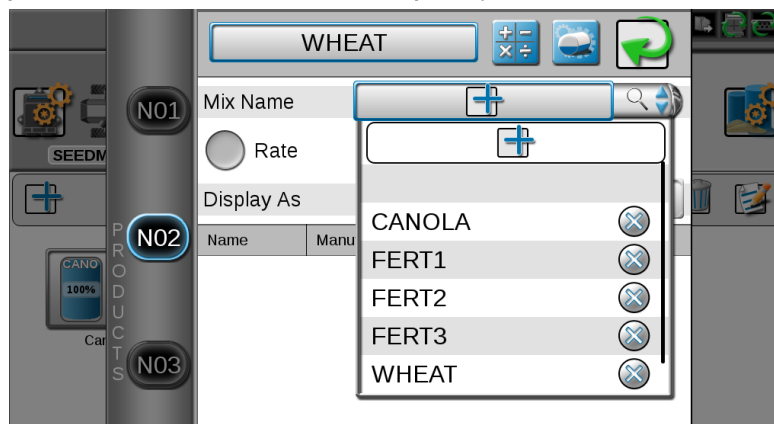 WHEAT
N01
Mix Name
Rate
SEEDM
Display As
CANOLA
PRODUCTS
N02
Name
Manu
FERT1
CANO
100%
FERT2
Car
FERT3
N03
WHEAT